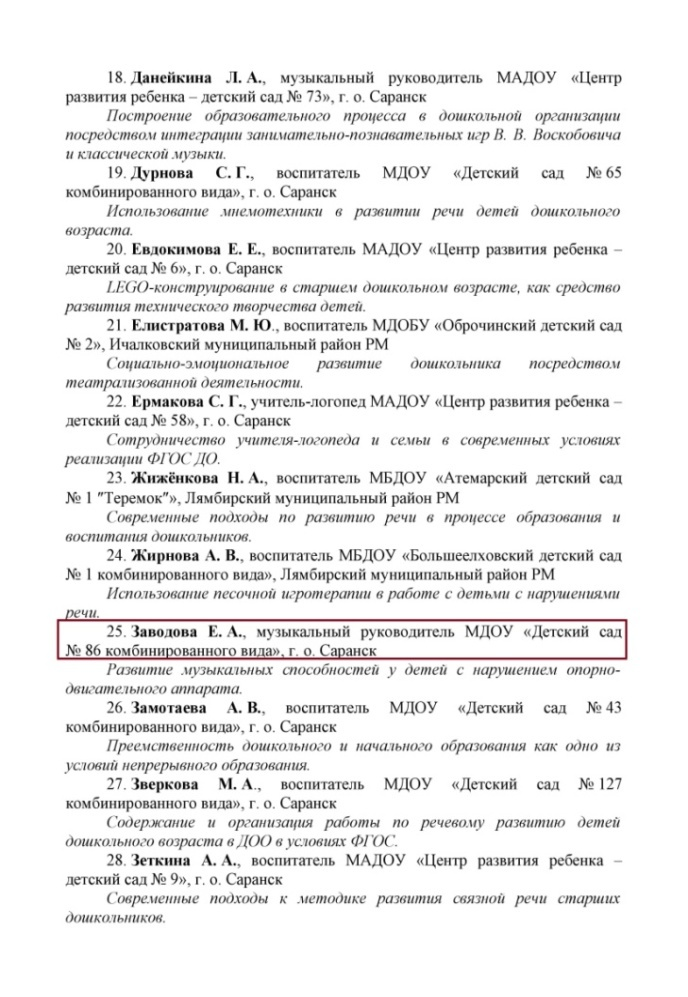 18. Данейкина Л. А., музыкальный руководитель МАДОУ «Центр
развития ребенка – детский сад № 73», г. о. Саранск
Построение образовательного процесса в дошкольной организации
посредством интеграции занимательно-познавательных игр В. В. Воскобовича
и классической музыки.
19. Дурнова С. Г., воспитатель МДОУ «Детский сад № 65
комбинированного вида», г. о. Саранск
Использование мнемотехники в развитии речи детей дошкольного
возраста.
20. Евдокимова Е. Е., воспитатель МАДОУ «Центр развития ребенка –
детский сад № 6», г. о. Саранск
LEGO-конструирование в старшем дошкольном возрасте, как средство
развития технического творчества детей.
21. Елистратова М. Ю., воспитатель МДОБУ «Оброчинский детский сад
№ 2», Ичалковский муниципальный район РМ
Социально-эмоциональное развитие дошкольника посредством
театрализованной деятельности.
22. Ермакова С. Г., учитель-логопед МАДОУ «Центр развития ребенка –
детский сад № 58», г. о. Саранск
Сотрудничество учителя-логопеда и семьи в современных условиях
реализации ФГОС ДО.
23. Жижёнкова Н. А., воспитатель МБДОУ «Атемарский детский сад
№ 1 "Теремок"», Лямбирский муниципальный район РМ
Современные подходы по развитию речи в процессе образования и
воспитания дошкольников.
24. Жирнова А. В., воспитатель МБДОУ «Большеелховский детский сад
№ 1 комбинированного вида», Лямбирский муниципальный район РМ
Использование песочной игротерапии в работе с детьми с нарушениями
речи.
25. Заводова Е. А., музыкальный руководитель МДОУ «Детский сад
№ 86 комбинированного вида», г. о. Саранск
Развитие музыкальных способностей у детей с нарушением опорно-
двигательного аппарата.
26. Замотаева А. В., воспитатель МДОУ «Детский сад № 43
комбинированного вида», г. о. Саранск
Преемственность дошкольного и начального образования как одно из
условий непрерывного образования.
27. Зверкова М. А., воспитатель МДОУ «Детский сад № 127
комбинированного вида», г. о. Саранск
Содержание и организация работы по речевому развитию детей
дошкольного возраста в ДОО в условиях ФГОС.
28. Зеткина А. А., воспитатель МАДОУ «Центр развития ребенка –
детский сад № 9», г. о. Саранск
Современные подходы к методике развития связной речи старших
дошкольников.